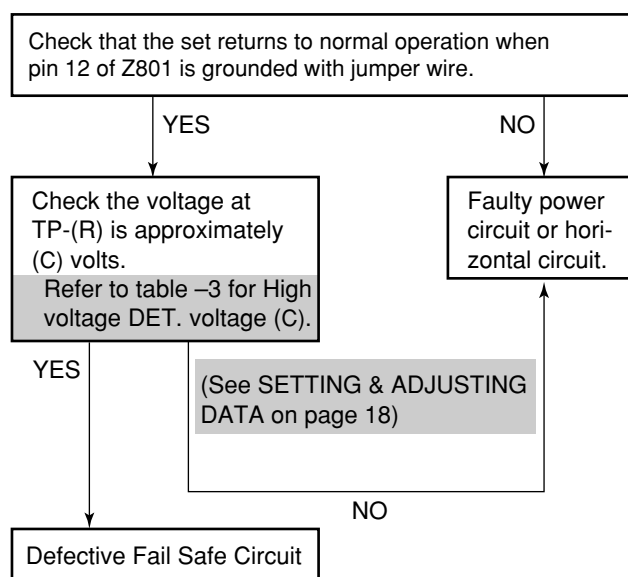 Check that the set returns to normal operation when
pin 12 of Z801 is grounded with jumper wire.
YES
NO
Check the voltage at
TP-(R) is approximately
(C) volts.
Refer to table –3 for High
voltage DET. voltage (C).
Faulty power
circuit or hori-
zontal circuit.
YES
(See SETTING & ADJUSTING
DATA on page 18)
NO
Defective Fail Safe Circuit